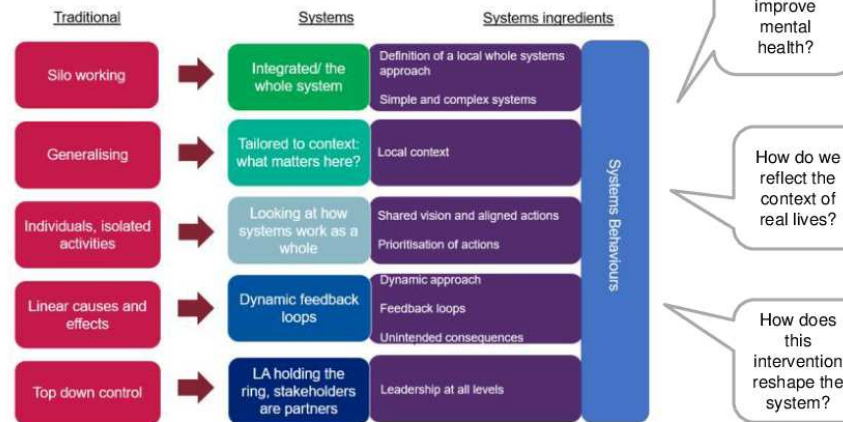 Traditional
Systems
Systems ingredients
Silo working
Integrated/ the
whole system
Definition of a local whole systems
approach
Simple and complex systems
Generalising
Tailored to context:
what matters here?
Local context
Individuals, isolated
activities
Looking at how
systems work as a
whole
Shared vision and aligned actions
Prioritisation of actions
Linear causes and
effects
Dynamic feedback
loops
Dynamic approach
Feedback loops
Unintended consequences
Top down control
LA holding the
ring, stakeholders
are partners
Leadership at all levels
Systems Behaviours
improve
mental
health?
How do we
reflect the
context of
real lives?
How does
this
intervention
reshape the
system?